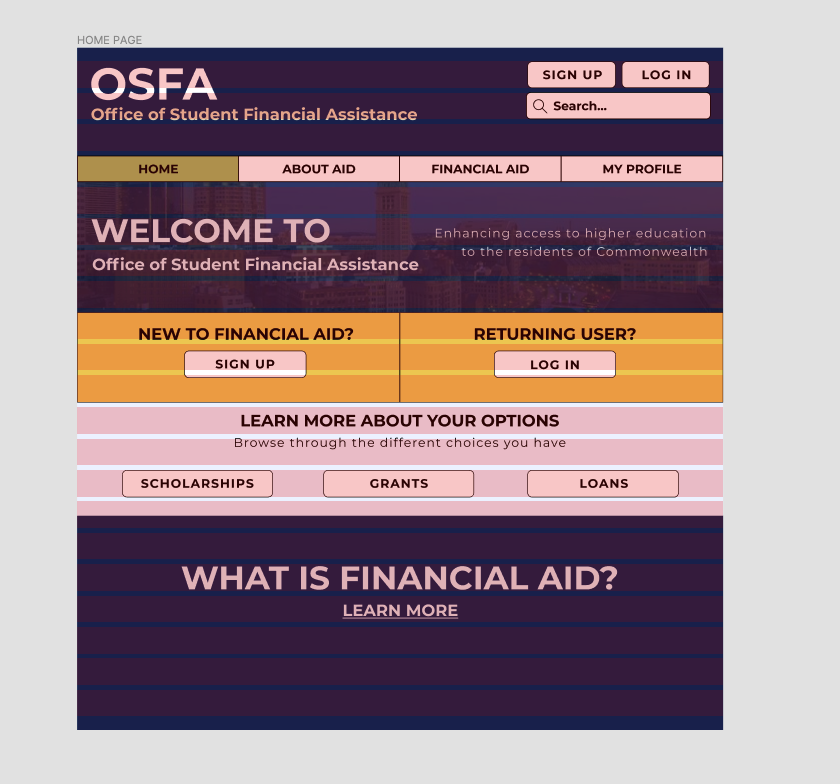 HOME PAGE
OSFA
Office of Student Financial Assistance
SIGN UP
LOG IN
Search...
HOME
ABOUT AID
FINANCIAL AID
MY PROFILE
WELCOME TO
Office of Student Financial Assistance
Enhancing access to higher education
to the residents of Commonwealth
NEW TO FINANCIAL AID?
SIGN UP
RETURNING USER?
LOG IN
LEARN MORE ABOUT YOUR OPTIONS
Browse through the different choices you have
SCHOLARSHIPS
GRANTS
LOANS
WHAT IS FINANCIAL AID?
LEARN MORE